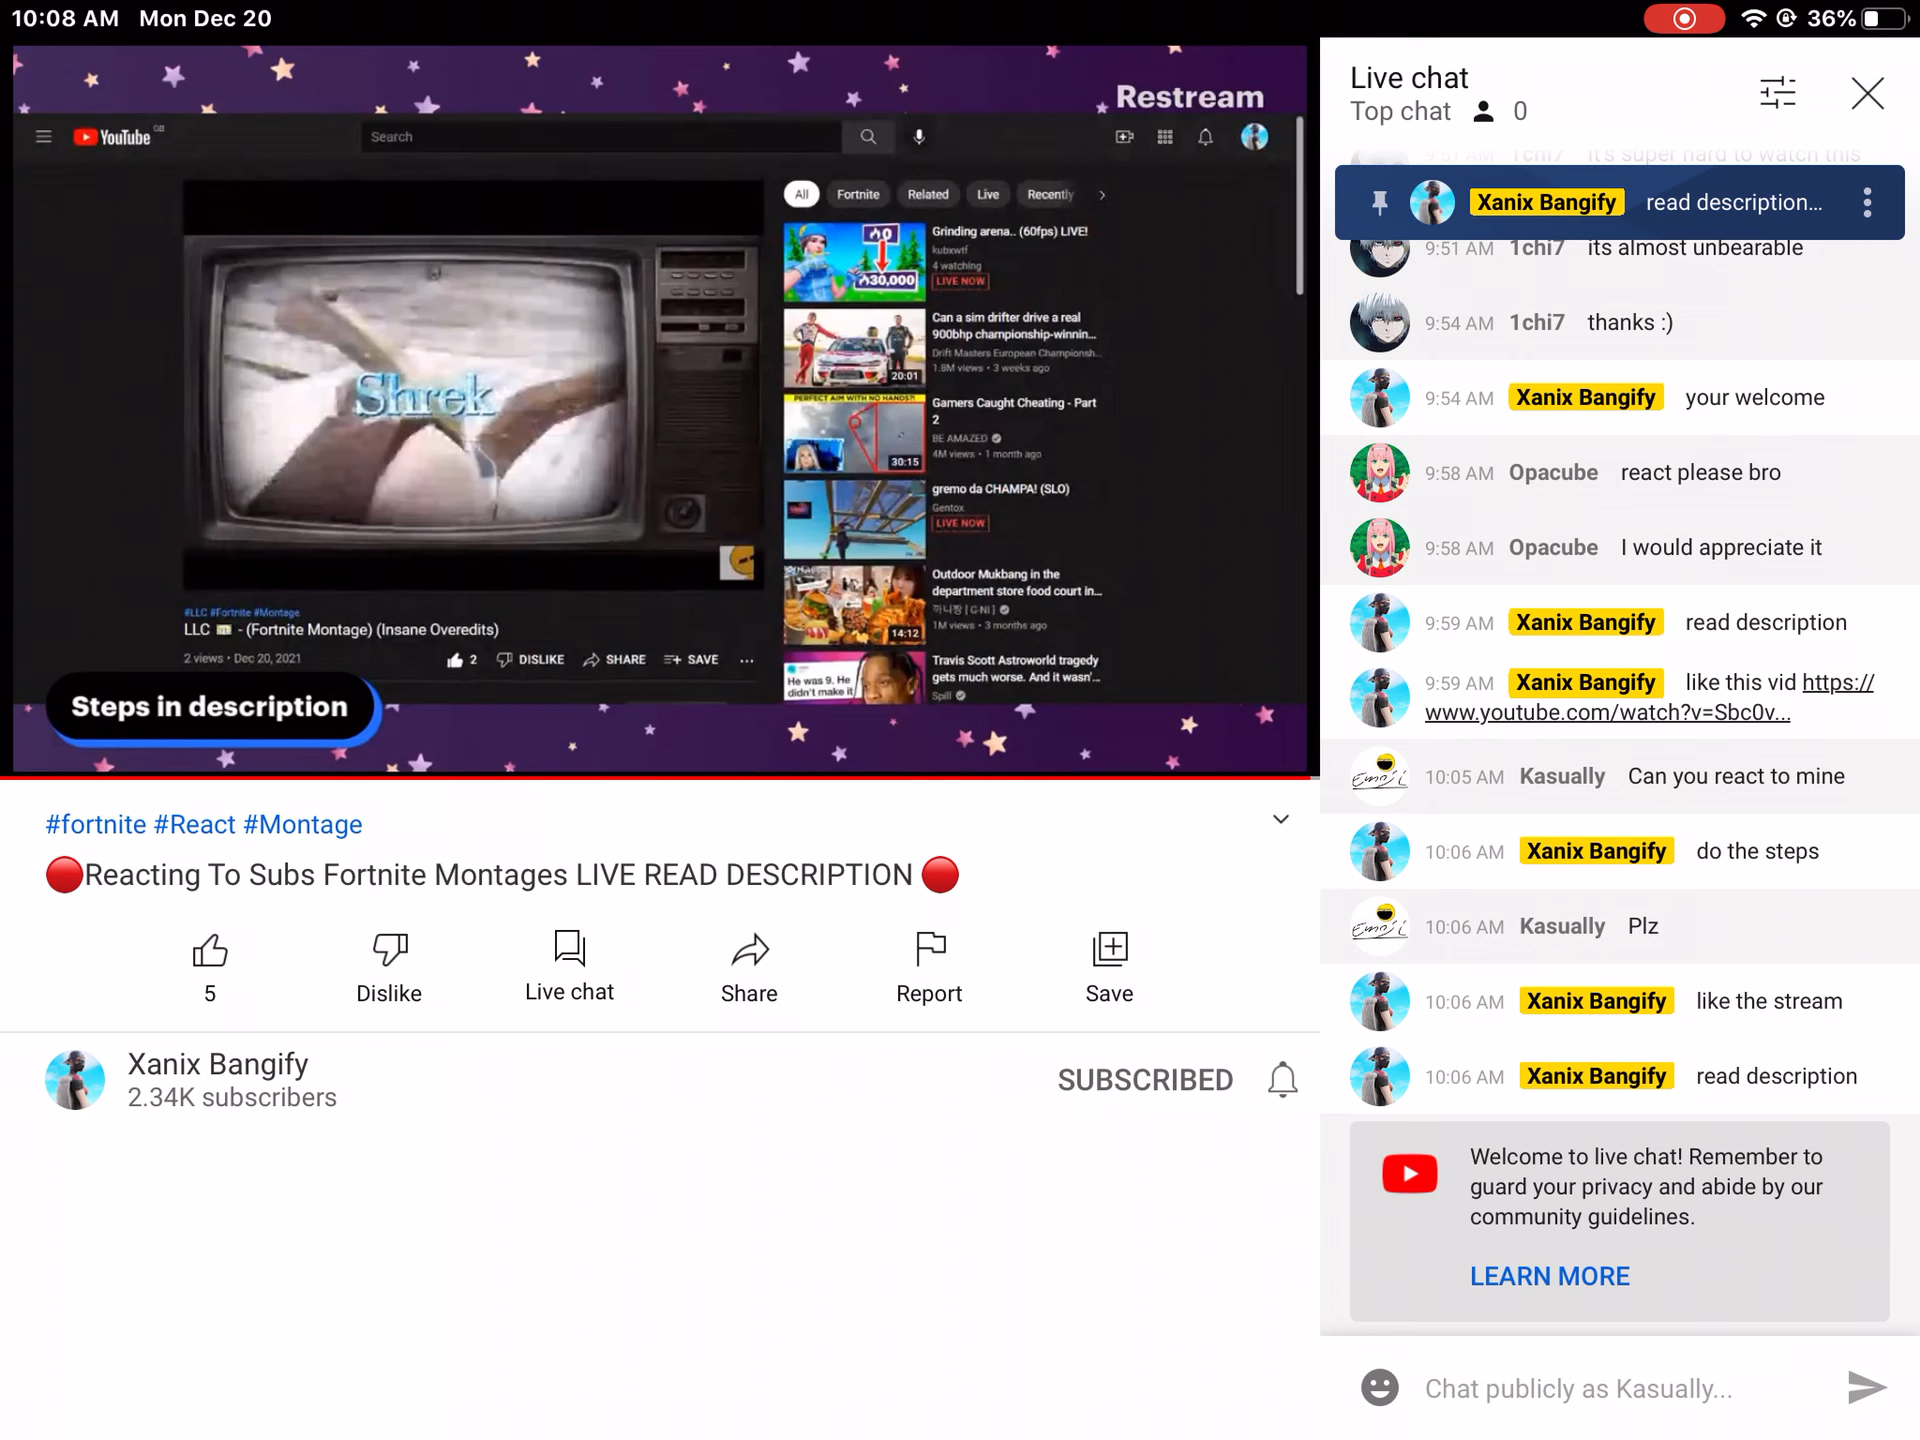 10:08 AM Mon Dec 20
36%
Restream
YouTube GB
Search
All Fortnite Related Live Recently
Shrek
Grinding arena.. (60fps) LIVE!
kubxwtf
4 watching
LIVE NOW
0
30,000
Can a sim drifter drive a real
900bhp championship-winnin...
Drift Masters European Championsh...
1.8M views • 3 weeks ago
20:01
PERFECT AIM WITH NO HANDS?!
Gamers Caught Cheating - Part
2
BE AMAZED
4M views • 1 month ago
30:15
gremo da CHAMPA! (SLO)
Gentox
LIVE NOW
Outdoor Mukbang in the
department store food court in...
까니짱 [ G-NI ]
1M views • 3 months ago
14:12
Travis Scott Astroworld tragedy
gets much worse. And it wasn'...
Spill
He was 9. He
didn't make it
#LLC #Fortnite #Montage
LLC - (Fortnite Montage) (Insane Overedits)
2 views • Dec 20, 2021
2 DISLIKE SHARE SAVE ...
Steps in description
#fortnite #React #Montage
Reacting To Subs Fortnite Montages LIVE READ DESCRIPTION
5 Dislike Live chat Share Report Save
Xanix Bangify
2.34K subscribers
SUBSCRIBED
Live chat
Top chat 0
9:51 AM 1chi7 it's super hard to watch this
Xanix Bangify read description...
9:51 AM 1chi7 its almost unbearable
9:54 AM 1chi7 thanks :)
9:54 AM Xanix Bangify your welcome
9:58 AM Opacube react please bro
9:58 AM Opacube I would appreciate it
9:59 AM Xanix Bangify read description
9:59 AM Xanix Bangify like this vid https://
www.youtube.com/watch?v=Sbc0v...
10:05 AM Kasually Can you react to mine
10:06 AM Xanix Bangify do the steps
10:06 AM Kasually Plz
10:06 AM Xanix Bangify like the stream
10:06 AM Xanix Bangify read description
Welcome to live chat! Remember to
guard your privacy and abide by our
community guidelines.
LEARN MORE
Chat publicly as Kasually...